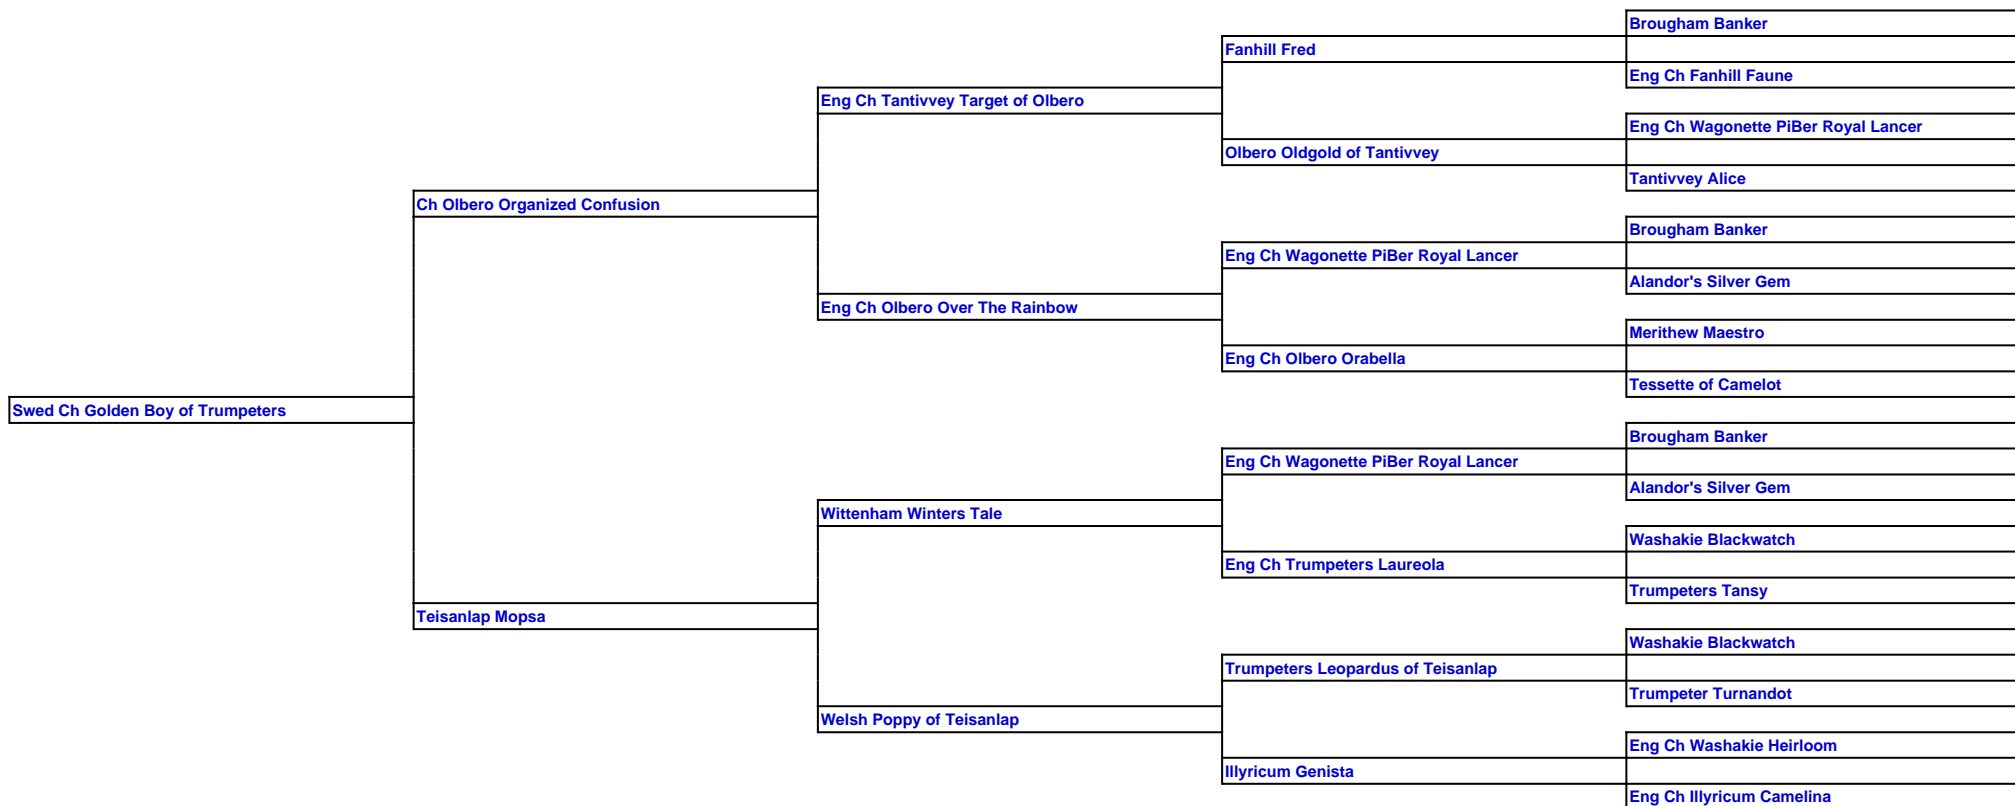 Brougham Banker
Fanhill Fred
Eng Ch Fanhill Faune
Eng Ch Tantivvey Target of Olbero
Eng Ch Wagonette PiBer Royal Lancer
Olbero Oldgold of Tantivvey
Tantivvey Alice
Ch Olbero Organized Confusion
Brougham Banker
Eng Ch Wagonette PiBer Royal Lancer
Alandor's Silver Gem
Eng Ch Olbero Over The Rainbow
Merithew Maestro
Eng Ch Olbero Orabella
Tessette of Camelot
Swed Ch Golden Boy of Trumpeters
Brougham Banker
Eng Ch Wagonette PiBer Royal Lancer
Alandor's Silver Gem
Wittenham Winters Tale
Washakie Blackwatch
Eng Ch Trumpeters Laureola
Trumpeters Tansy
Teisanlap Mopsa
Washakie Blackwatch
Trumpeters Leopardus of Teisanlap
Trumpeter Turnandot
Welsh Poppy of Teisanlap
Eng Ch Washakie Heirloom
Illyricum Genista
Eng Ch Illyricum Camelina